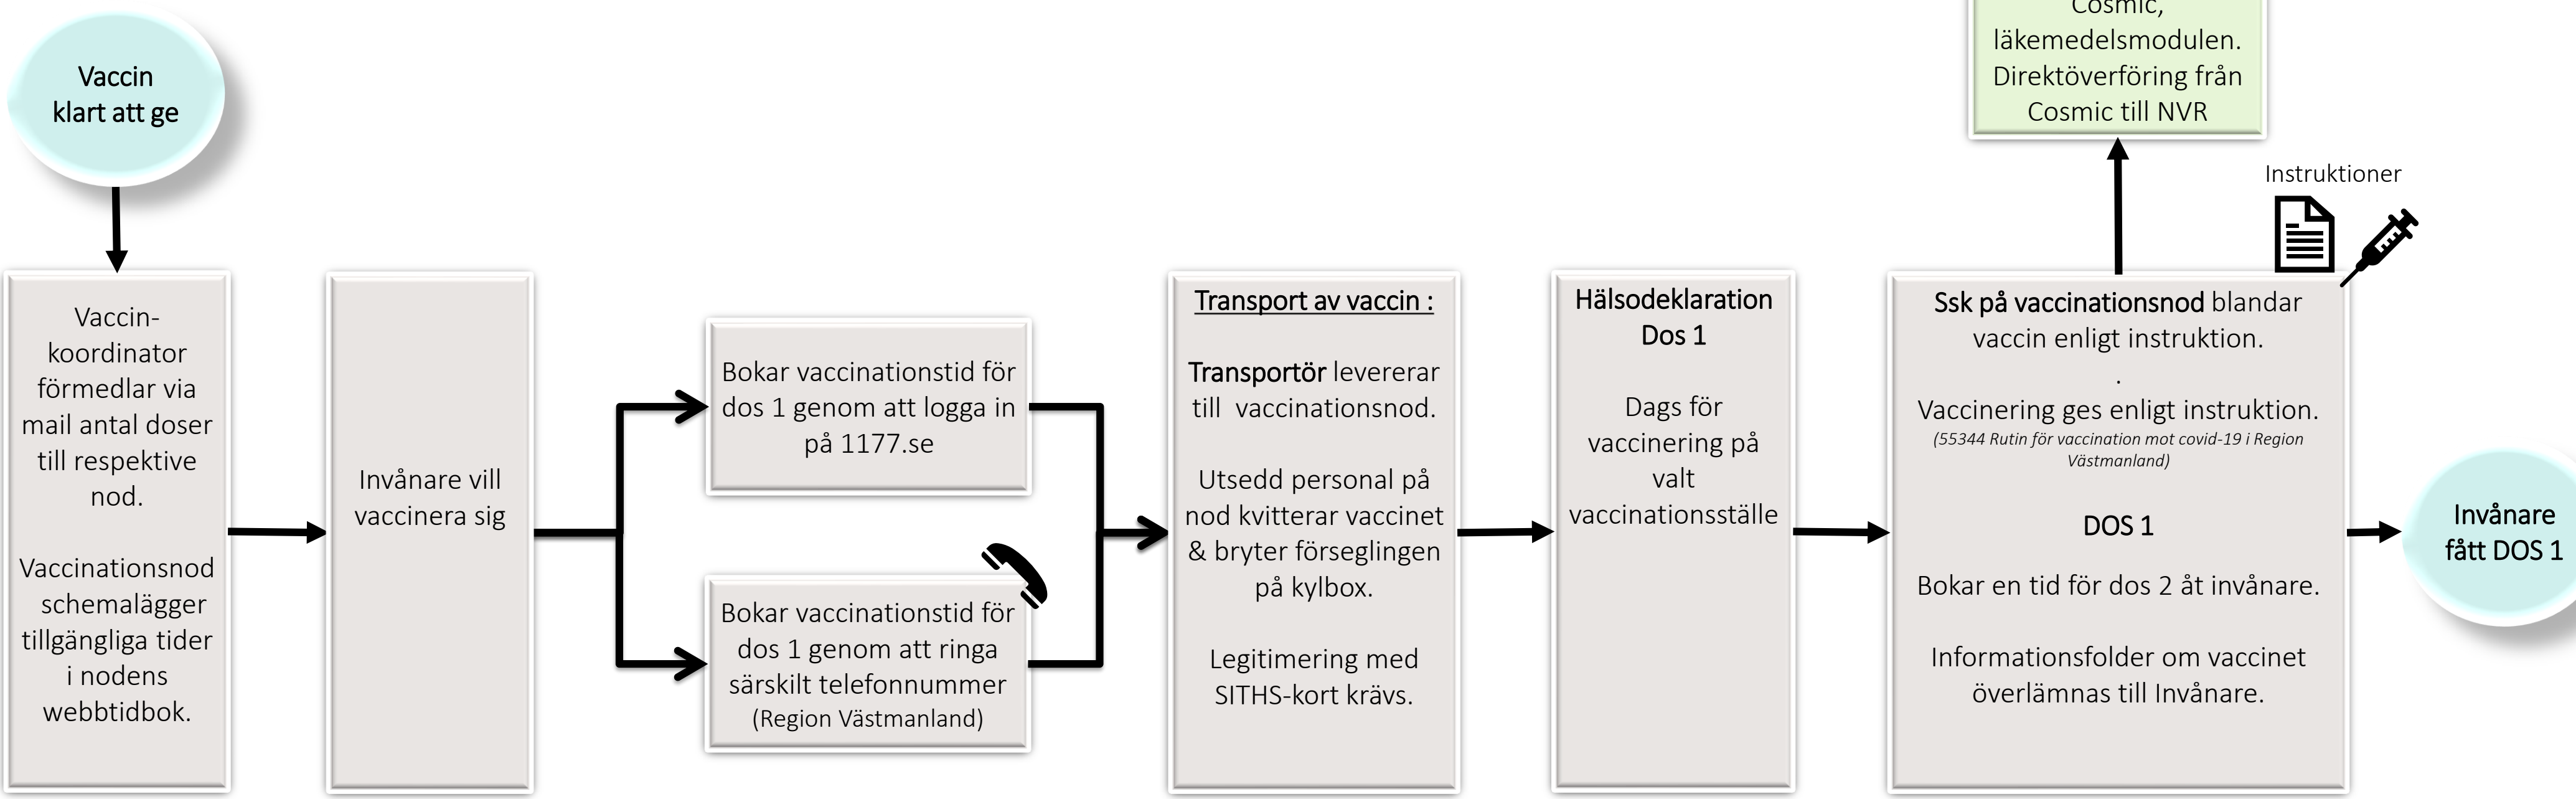 Vaccin
klart att ge
Vaccin-
koordinator
förmedlar via
mail antal doser
till respektive
nod.
Vaccinationsnod
schemalägger
tillgängliga tider
i nodens
webbtidbok.
Invånare vill
vaccinera sig
Bokar vaccinationstid för
dos 1 genom att logga in
på 1177.se
Bokar vaccinationstid för
dos 1 genom att ringa
särskilt telefonnummer
(Region Västmanland)
Transport av vaccin :
Transportör levererar
till vaccinationsnod.
Utsedd personal på
nod kvitterar vaccinet
& bryter förseglingen
på kylbox.
Legitimering med
SITHS-kort krävs.
Hälsodeklaration
Dos 1
Dags för
vaccinering på
valt
vaccinationsställe
Cosmic,
läkemedelsmodulen.
Direktöverföring från
Cosmic till NVR
Instruktioner
Ssk på vaccinationsnod blandar
vaccin enligt instruktion.
.
Vaccinering ges enligt instruktion.
(55344 Rutin för vaccination mot covid-19 i Region
Västmanland)
DOS 1
Bokar en tid för dos 2 åt invånare.
Informationsfolder om vaccinet
överlämnas till Invånare.
Invånare
fått DOS 1